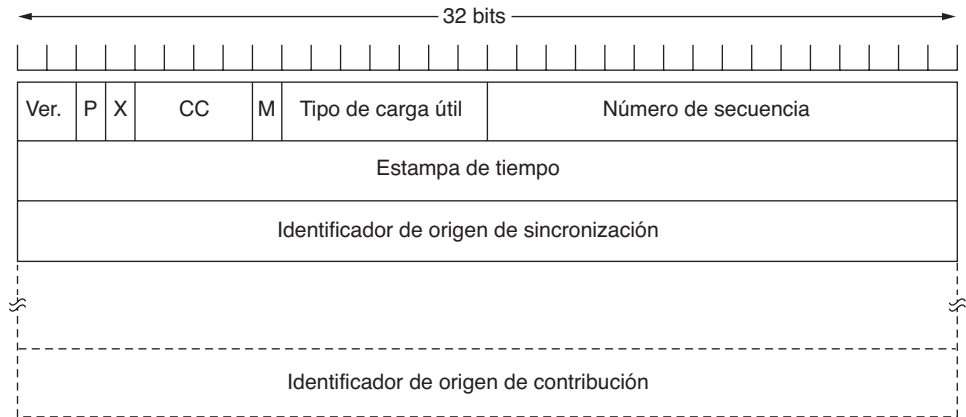 32 bits
Ver. P X CC M Tipo de carga útil Número de secuencia
Estampa de tiempo
Identificador de origen de sincronización
Identificador de origen de contribución